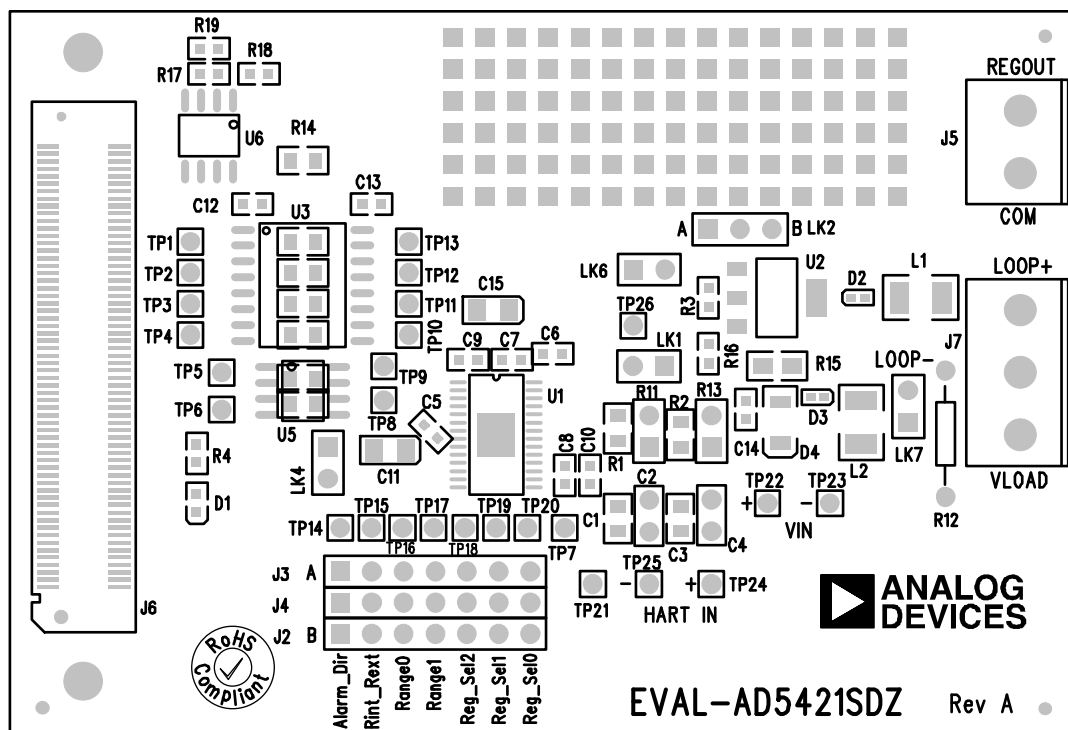 R19
R18
R17
REGOUT
U6
R14
J5
C13
C12
U3
COM
A B LK2
TP1
TP13
TP2
TP12
LK6
U2
L1
LOOP+
TP3
TP11
C15
D2
R3
TP26
TP4
TP10
C9
C7
C6
LK1
R16
J7
TP5
TP9
R15
LOOP-
U1
R11
R2
R13
TP6
TP8
C5
D3
U5
C14
D4
R4
C11
LK4
C8
C10
R1
L2
LK7
C2
TP22
TP23
VLOAD
D1
TP15
TP17
TP19
TP20
C1
+ -
R12
TP14
TP16
TP18
TP7
C3
C4
VIN
TP25
J3 A
- + TP24
TP21
J6
J4
HART IN
ANALOG
DEVICES
J2 B
RoHS
Compliant
Alarm_Dir
Rint_Rext
Range0
Range1
Reg_Sel2
Reg_Sel1
Reg_Sel0
EVAL-AD5421SDZ Rev A